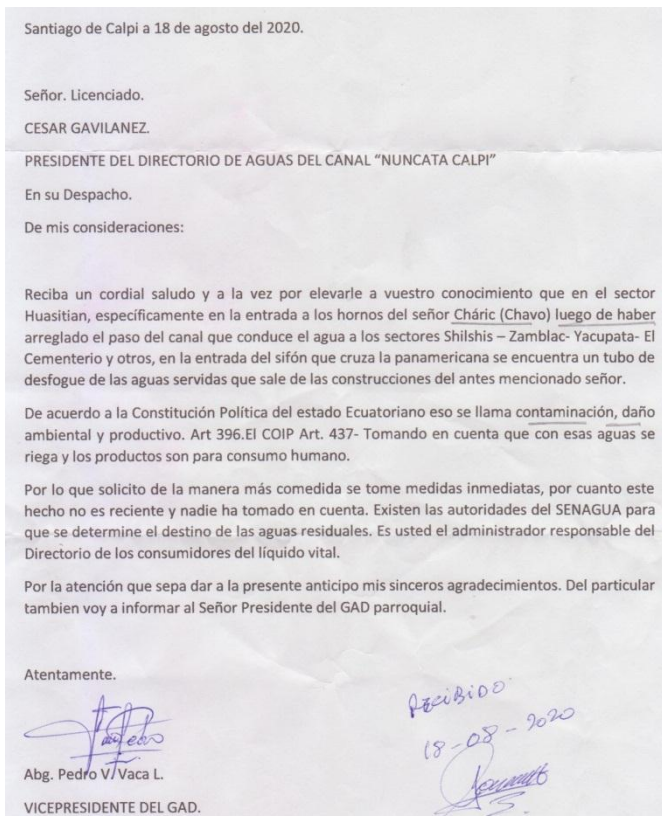 Santiago de Calpi a 18 de agosto del 2020.
Señor. Licenciado.
CESAR GAVILANEZ.
PRESIDENTE DEL DIRECTORIO DE AGUAS DEL CANAL “NUNCATA CALPI”
En su Despacho.
De mis consideraciones:
Reciba un cordial saludo y a la vez por elevarle a vuestro conocimiento que en el sector
Huasitian, específicamente en la entrada a los hornos del señor Cháric (Chavo) luego de haber
arreglado el paso del canal que conduce el agua a los sectores Shilshis – Zamblac- Yacupata- El
Cementerio y otros, en la entrada del sifón que cruza la panamericana se encuentra un tubo de
desfogue de las aguas servidas que sale de las construcciones del antes mencionado señor.
De acuerdo a la Constitución Política del estado Ecuatoriano eso se llama contaminación, daño
ambiental y productivo. Art 396.El COIP Art. 437- Tomando en cuenta que con esas aguas se
riega y los productos son para consumo humano.
Por lo que solicito de la manera más comedida se tome medidas inmediatas, por cuanto este
hecho no es reciente y nadie ha tomado en cuenta. Existen las autoridades del SENAGUA para
que se determine el destino de las aguas residuales. Es usted el administrador responsable del
Directorio de los consumidores del líquido vital.
Por la atención que sepa dar a la presente anticipo mis sinceros agradecimientos. Del particular
tambien voy a informar al Señor Presidente del GAD parroquial.
Atentamente.
RECIBIDO
18-08-2020
Abg. Pedro V. Vaca L.
VICEPRESIDENTE DEL GAD.